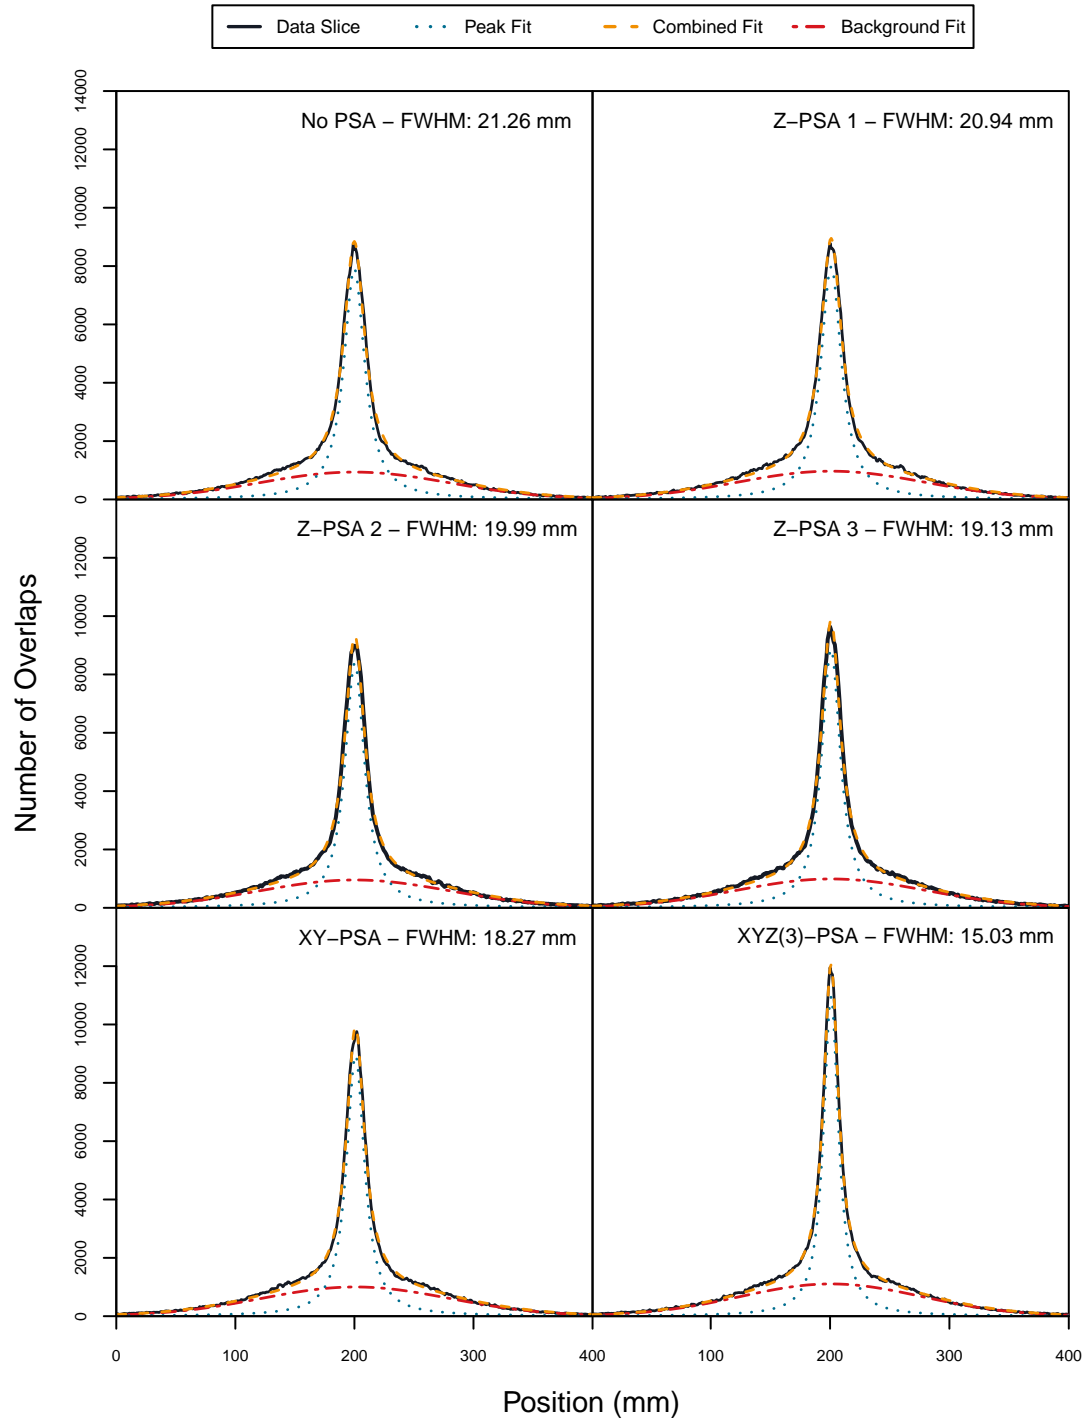 Data Slice Peak Fit Combined Fit Background Fit
No PSA − FWHM: 21.26 mm
Z−PSA 1 − FWHM: 20.94 mm
0 2000 4000 6000 8000 10000 12000 14000
Z−PSA 2 − FWHM: 19.99 mm
Z−PSA 3 − FWHM: 19.13 mm
0 2000 4000 6000 8000 10000 12000
XY−PSA − FWHM: 18.27 mm
XYZ(3)−PSA − FWHM: 15.03 mm
0 2000 4000 6000 8000 10000 12000
Number of Overlaps
0 100 200 300 400 100 200 300 400
Position (mm)